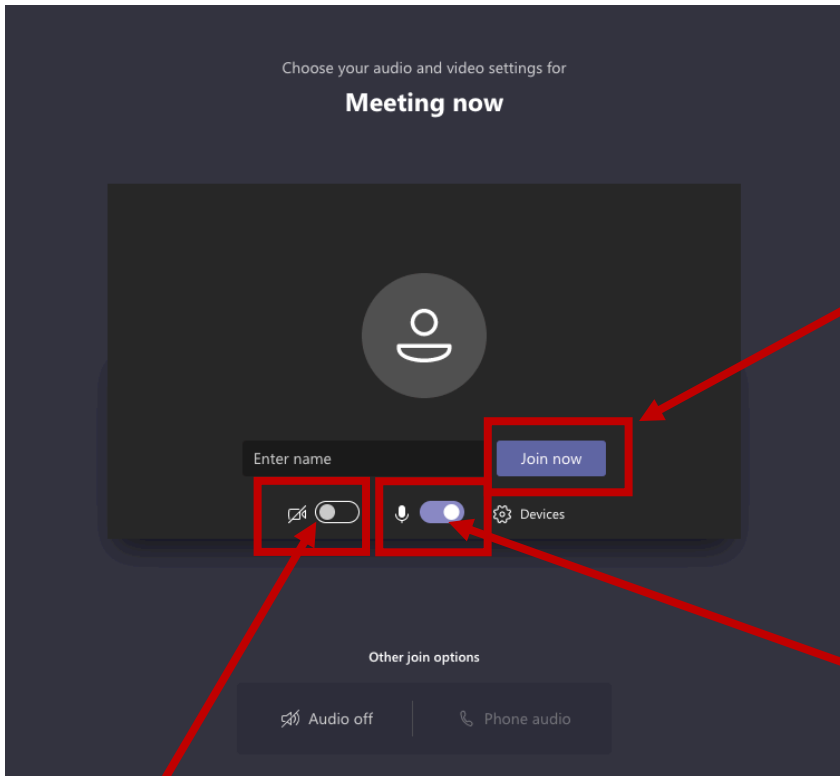 Choose your audio and video settings for
Meeting now
Enter name
Join now
Devices
Other join options
Audio off
Phone audio